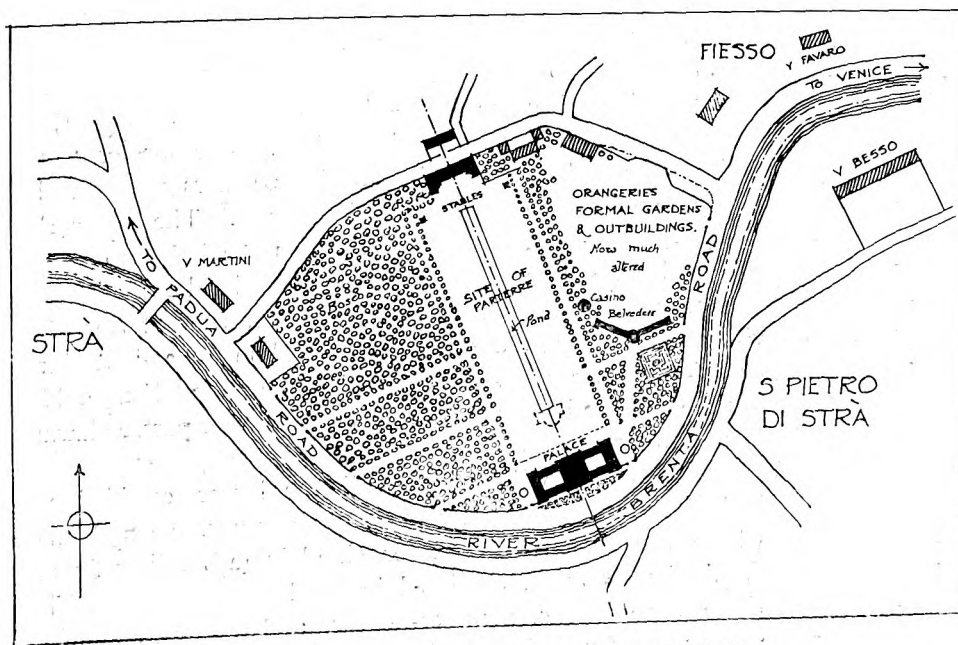 FIESSO
V FAVARO
TO VENICE
V BESSO
ORANGERIES
FORMAL GARDENS
& OUTBUILDINGS.
Now much
altered
STABLES
SITE OF
PARTERRE
Pond
Casino
Belvedere
ROAD
TO PADUA
V MARTINI
STRÀ
ROAD
S PIETRO
DI STRÀ
PALACE
RIVER BRENTA